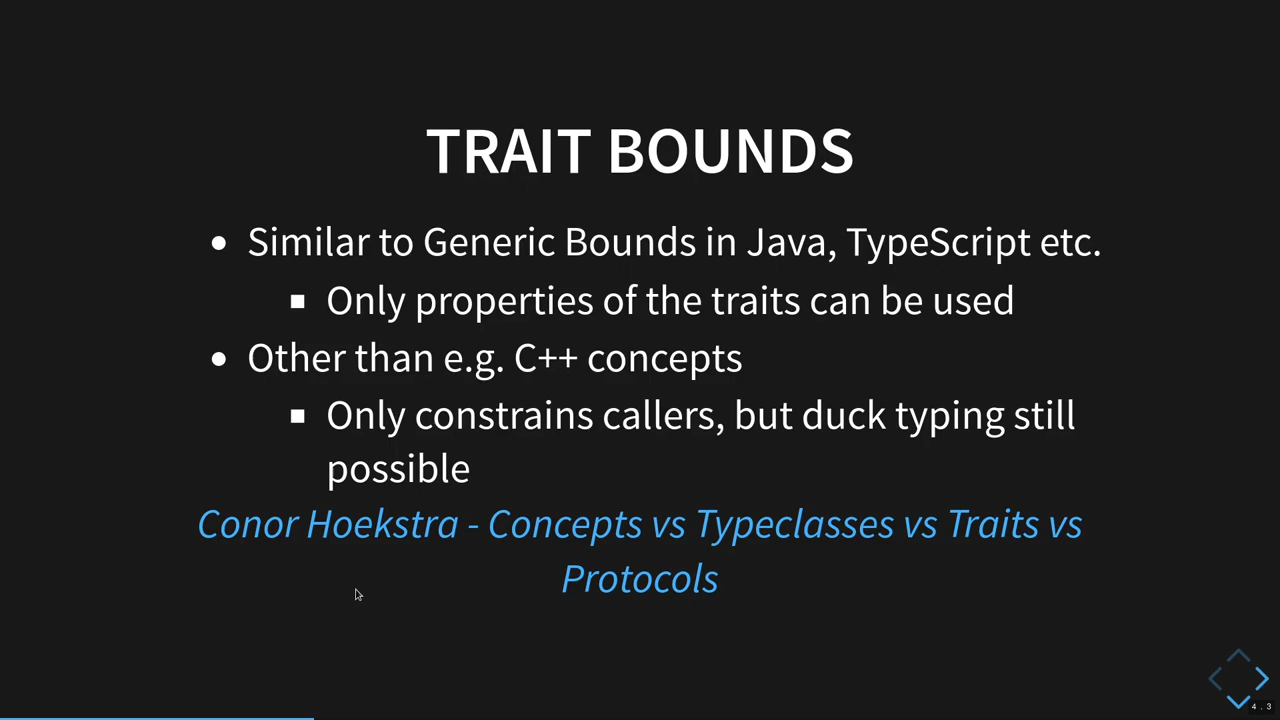 TRAIT BOUNDS
Similar to Generic Bounds in Java, TypeScript etc.
Only properties of the traits can be used
Other than e.g. C++ concepts
Only constrains callers, but duck typing still
possible
Conor Hoekstra - Concepts vs Typeclasses vs Traits vs
Protocols
4.3